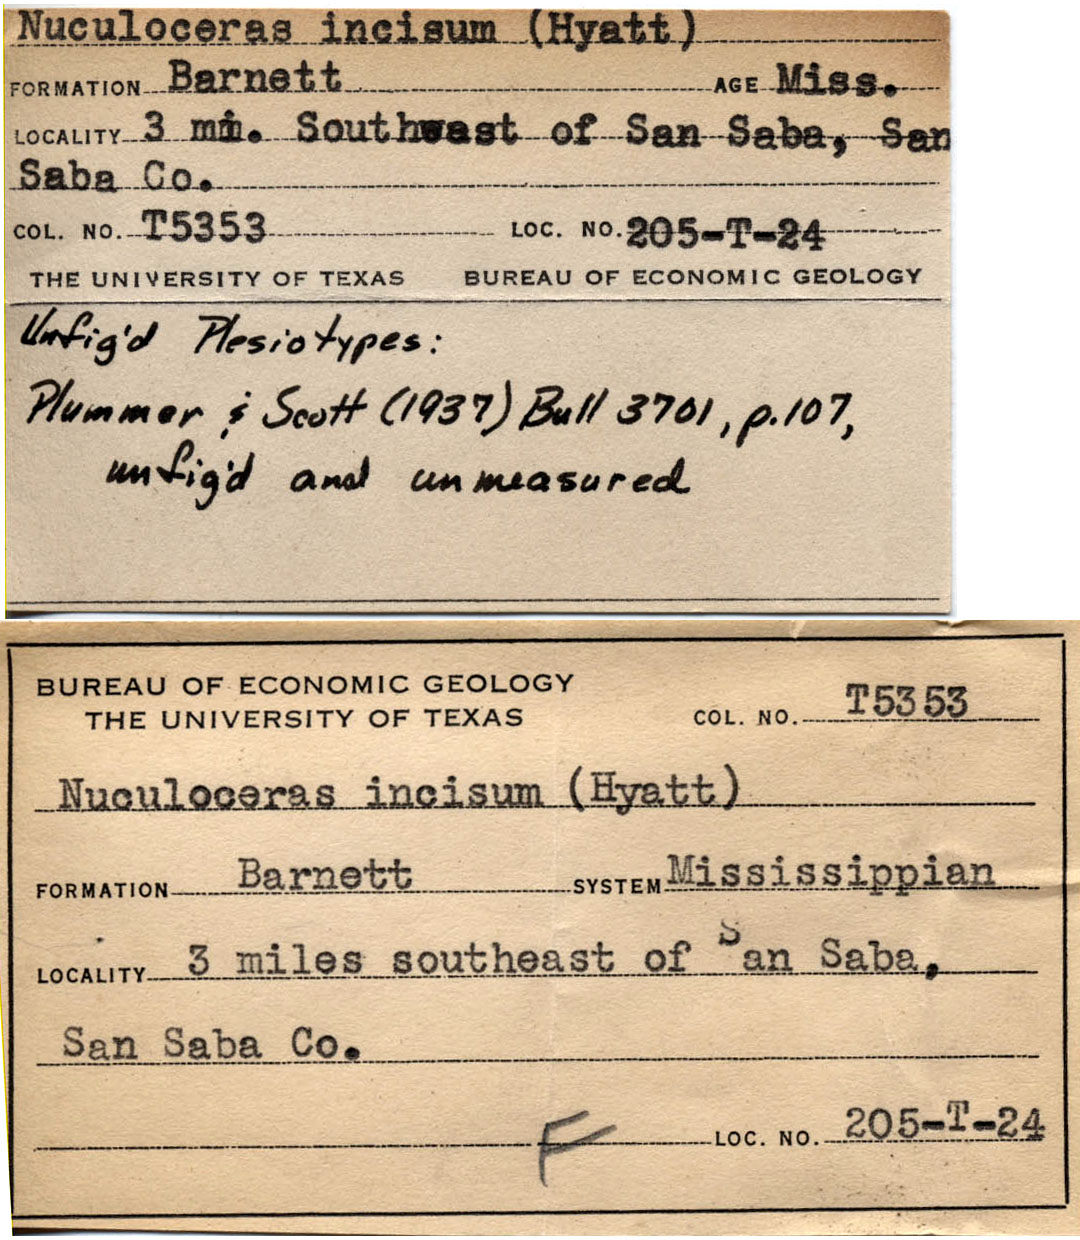 Nuculoceras incisum (Hyatt)
FORMATION Barnett AGE Miss.
LOCALITY 3 mi. Southeast of San Saba, San
Saba Co.
COL. NO. T5353 LOC. NO. 205-T-24
THE UNIVERSITY OF TEXAS BUREAU OF ECONOMIC GEOLOGY
Unfig'd Plesiotypes:
Plummer & Scott (1937) Bull 3701, p.107,
unfig'd and unmeasured
BUREAU OF ECONOMIC GEOLOGY
THE UNIVERSITY OF TEXAS COL. NO. T5353
Nuculoceras incisum (Hyatt)
FORMATION Barnett SYSTEM Mississippian
LOCALITY 3 miles southeast of San Saba,
San Saba Co.
F LOC. NO. 205-T-24